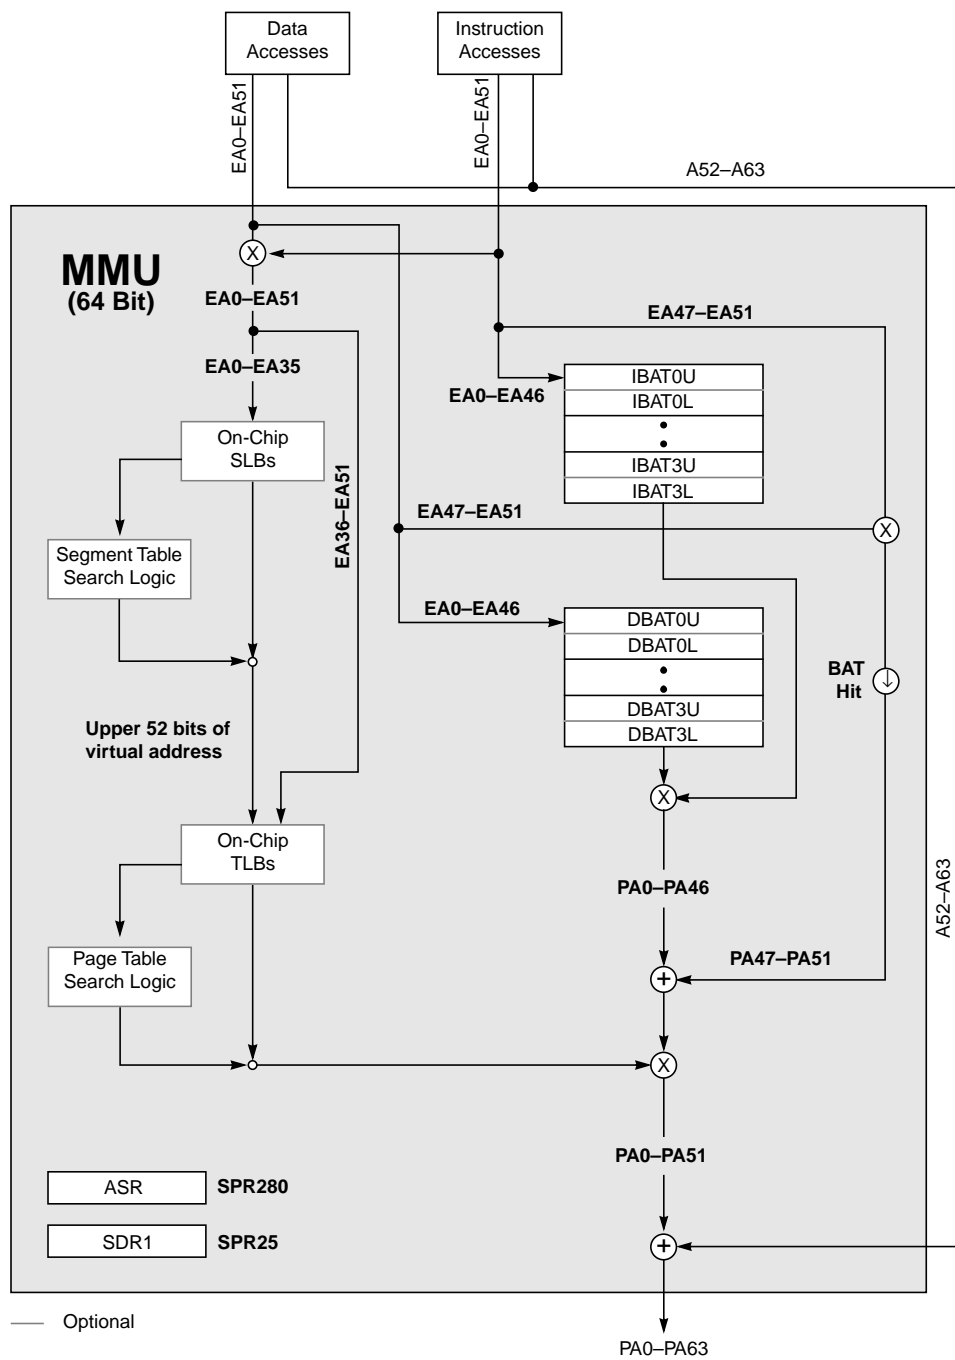 Data
Accesses
Instruction
Accesses
EA0–EA51
EA0–EA51
A52–A63
MMU
(64 Bit)
EA0–EA51
EA47–EA51
EA0–EA35
EA0–EA46
IBAT0U
IBAT0L
IBAT3U
IBAT3L
On-Chip
SLBs
EA36–EA51
EA47–EA51
Segment Table
Search Logic
EA0–EA46
DBAT0U
DBAT0L
DBAT3U
DBAT3L
BAT
Hit
Upper 52 bits of
virtual address
On-Chip
TLBs
PA0–PA46
A52–A63
Page Table
Search Logic
PA47–PA51
PA0–PA51
ASR
SPR280
SDR1
SPR25
Optional
PA0–PA63